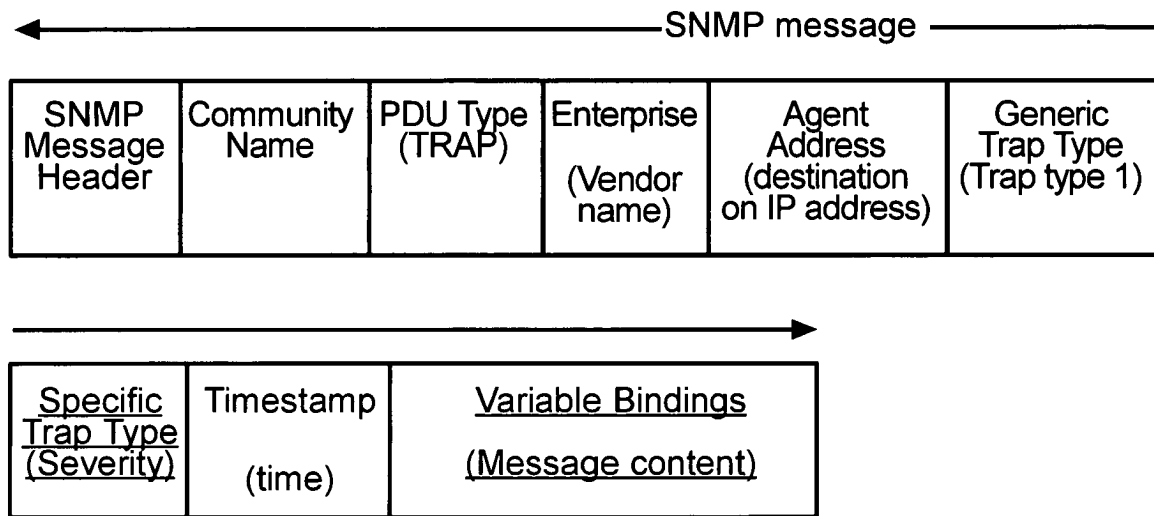 SNMP message
SNMP
Message
Header
Community
Name
PDU Type
(TRAP)
Enterprise
(Vendor
name)
Agent
Address
(destination
on IP address)
Generic
Trap Type
(Trap type 1)
Specific
Trap Type
(Severity)
Timestamp
(time)
Variable Bindings
(Message content)